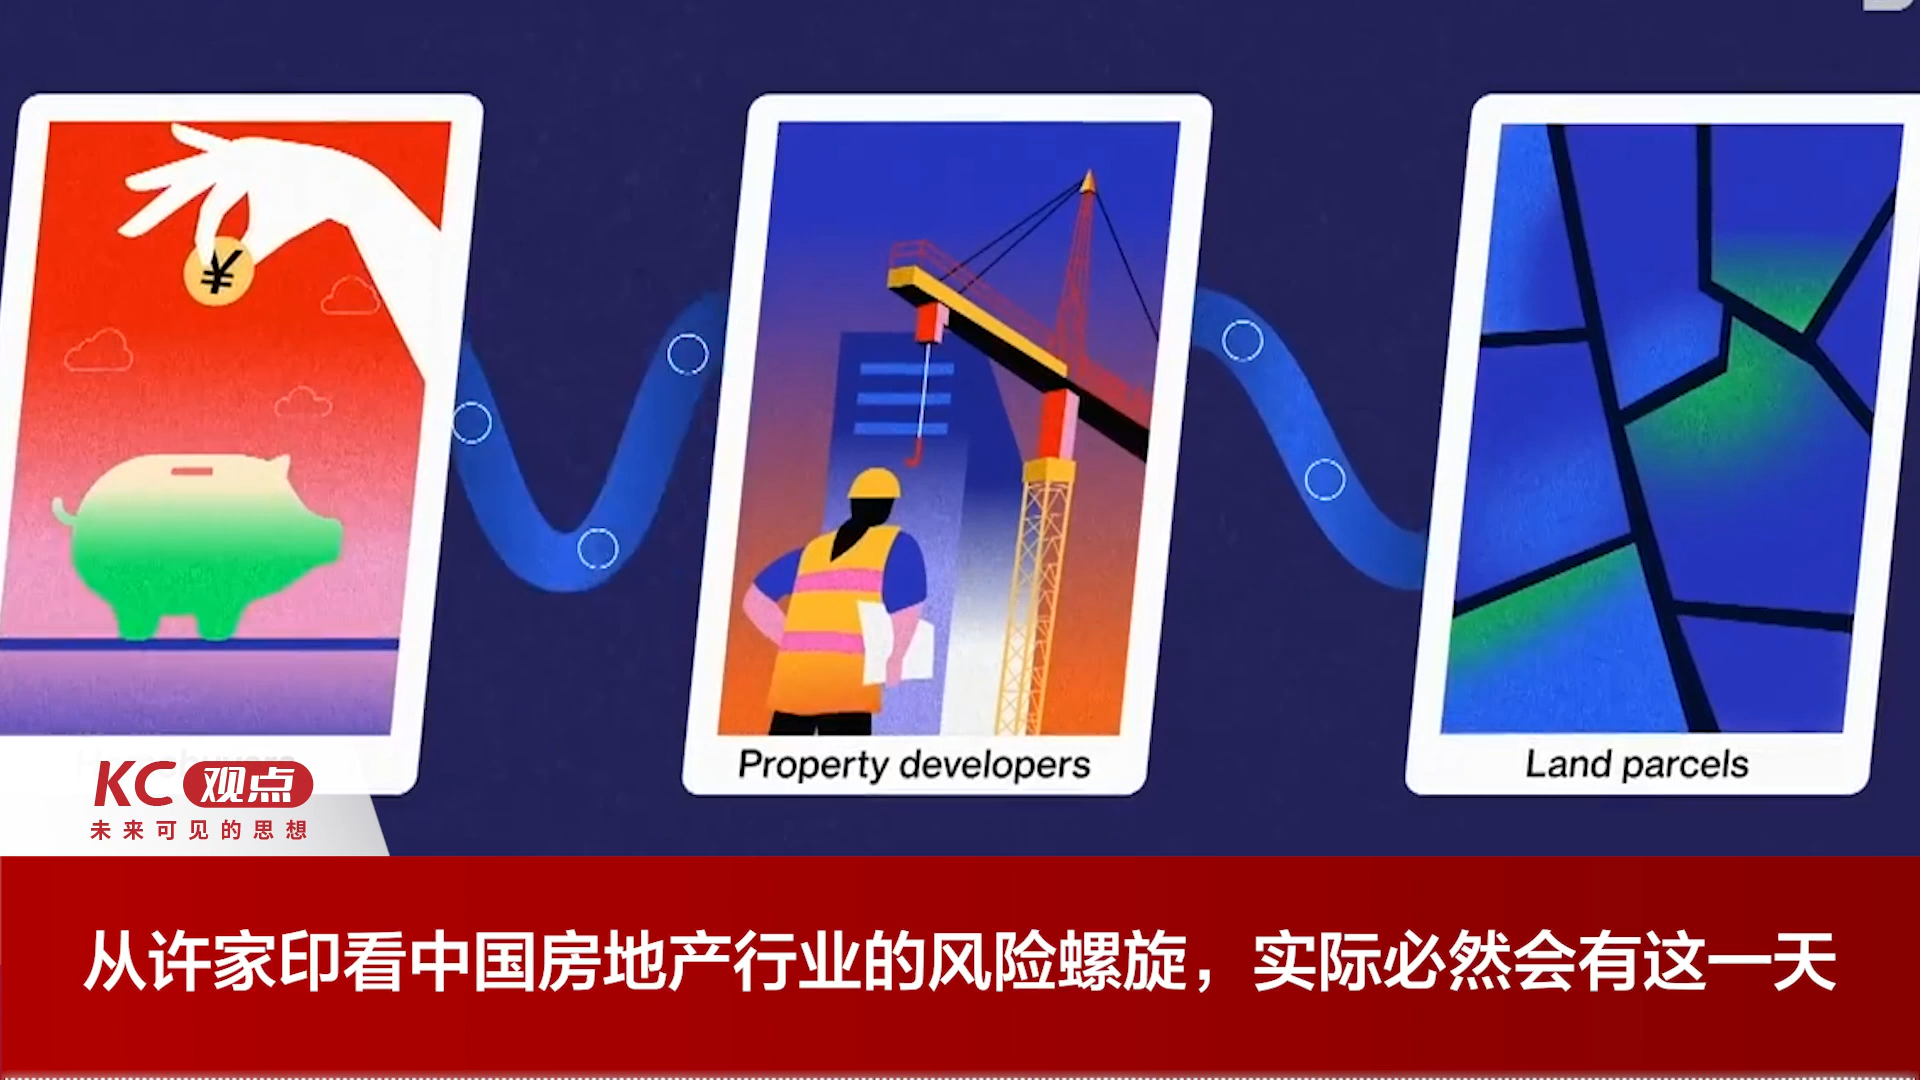 ¥
Property developers
Land parcels
KC 观点
未来可见的思想
从许家印看中国房地产行业的风险螺旋，实际必然会有这一天